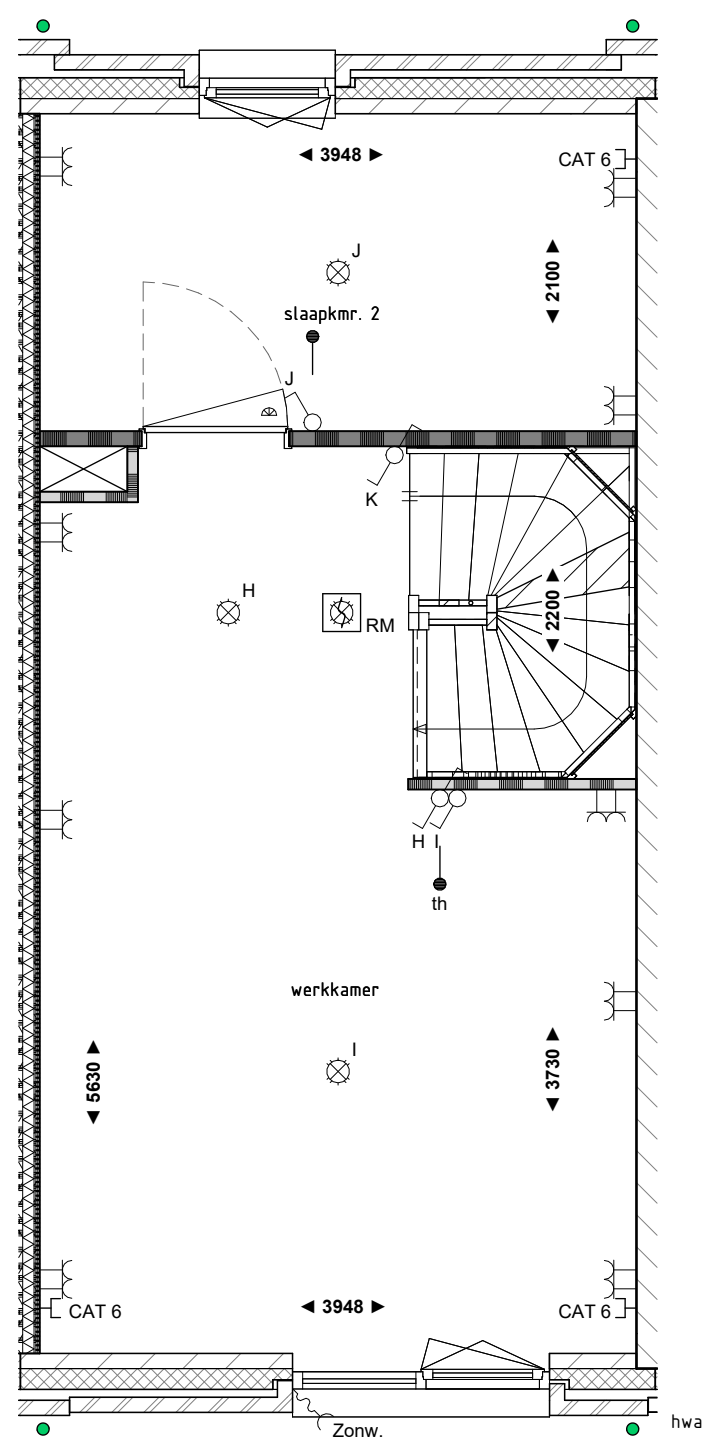 ◄ 3948 ►
CAT 6
J
◄ 2100 ►
slaapkmr. 2
J
K
H
RM
◄ 2200 ►
H I
th
werkkamer
I
◄ 5630 ►
◄ 3730 ►
CAT 6
◄ 3948 ►
CAT 6
hwa
Zonw.